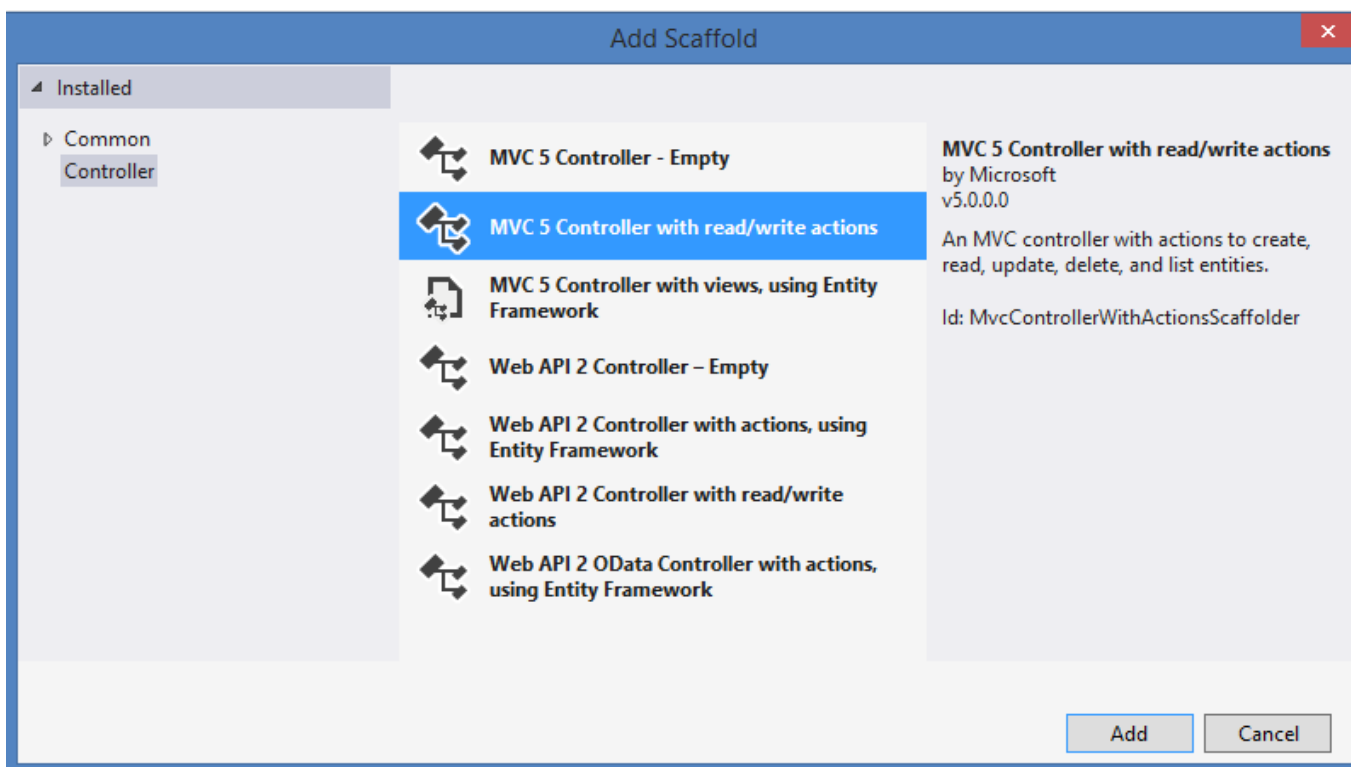 Add Scaffold
Installed
Common
Controller
MVC 5 Controller - Empty
MVC 5 Controller with read/write actions
MVC 5 Controller with views, using Entity
Framework
Web API 2 Controller – Empty
Web API 2 Controller with actions, using
Entity Framework
Web API 2 Controller with read/write
actions
Web API 2 OData Controller with actions,
using Entity Framework
MVC 5 Controller with read/write actions
by Microsoft
v5.0.0.0
An MVC controller with actions to create,
read, update, delete, and list entities.
Id: MvcControllerWithActionsScaffolder
Add
Cancel